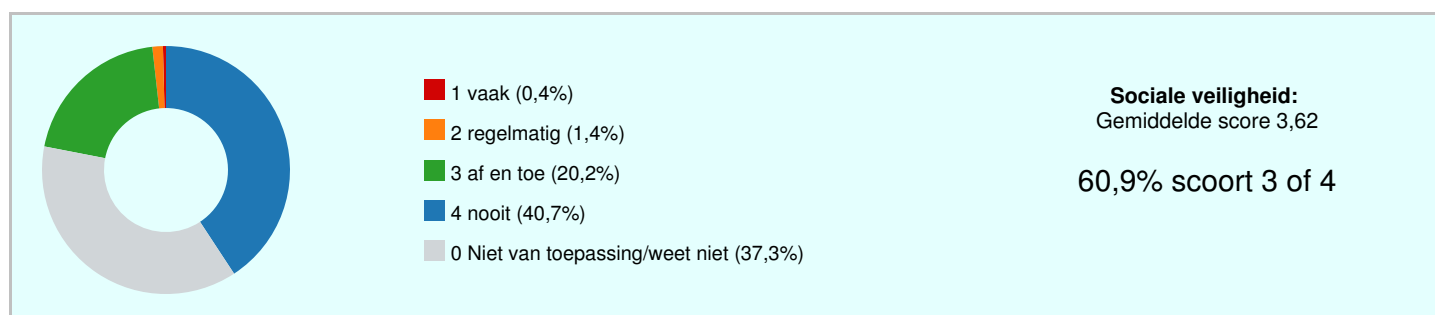 1 vaak (0,4%)
2 regelmatig (1,4%)
3 af en toe (20,2%)
4 nooit (40,7%)
0 Niet van toepassing/weet niet (37,3%)
Sociale veiligheid:
Gemiddelde score 3,62
60,9% scoort 3 of 4